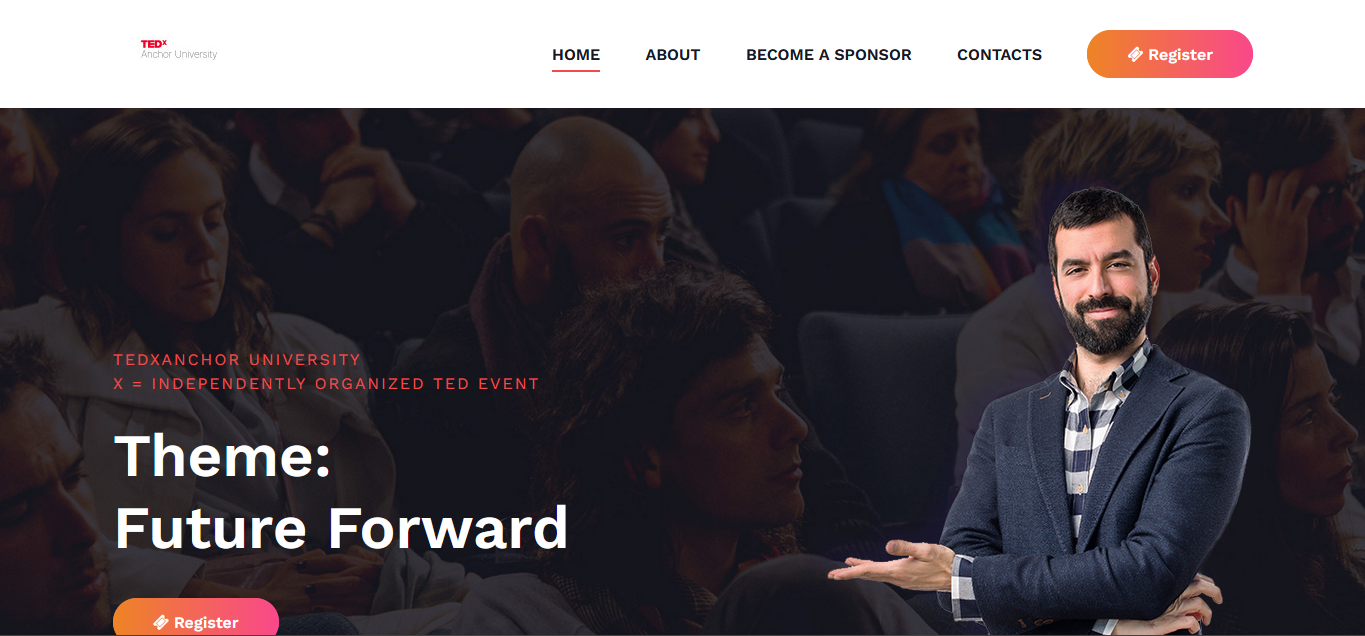 TEDx
Anchor University
HOME
ABOUT
BECOME A SPONSOR
CONTACTS
Register
TEDXANCHOR UNIVERSITY
X = INDEPENDENTLY ORGANIZED TED EVENT
Theme:
Future Forward
Register